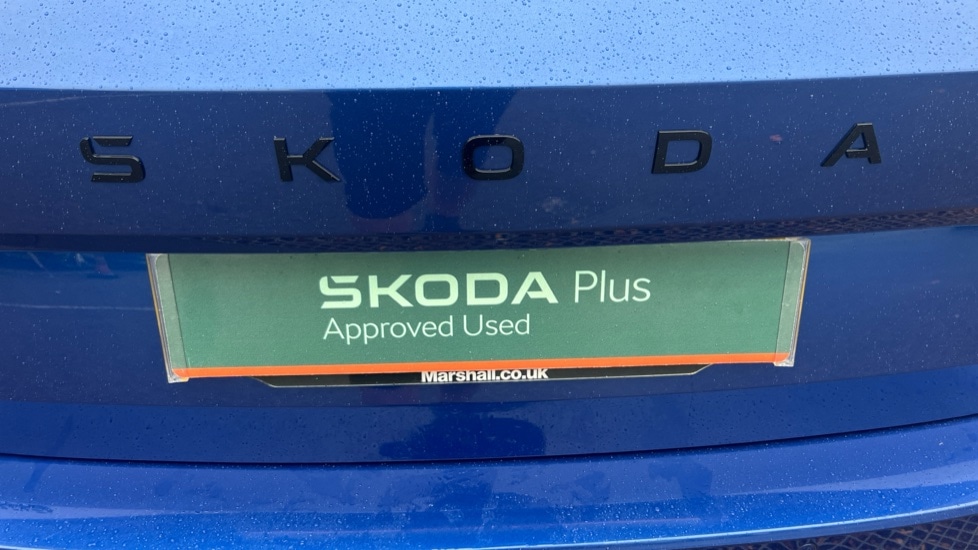 SKODA
SKODA Plus
Approved Used
Marshall.co.uk